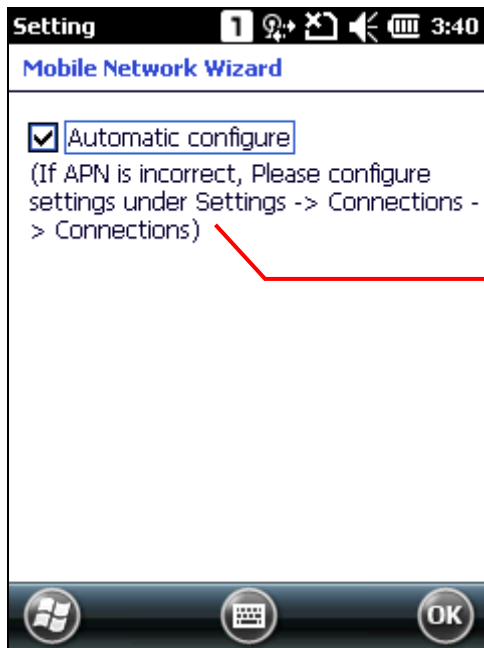 Setting 1 3:40
Mobile Network Wizard
Automatic configure
(If APN is incorrect, Please configure
settings under Settings -> Connections -
> Connections)
OK